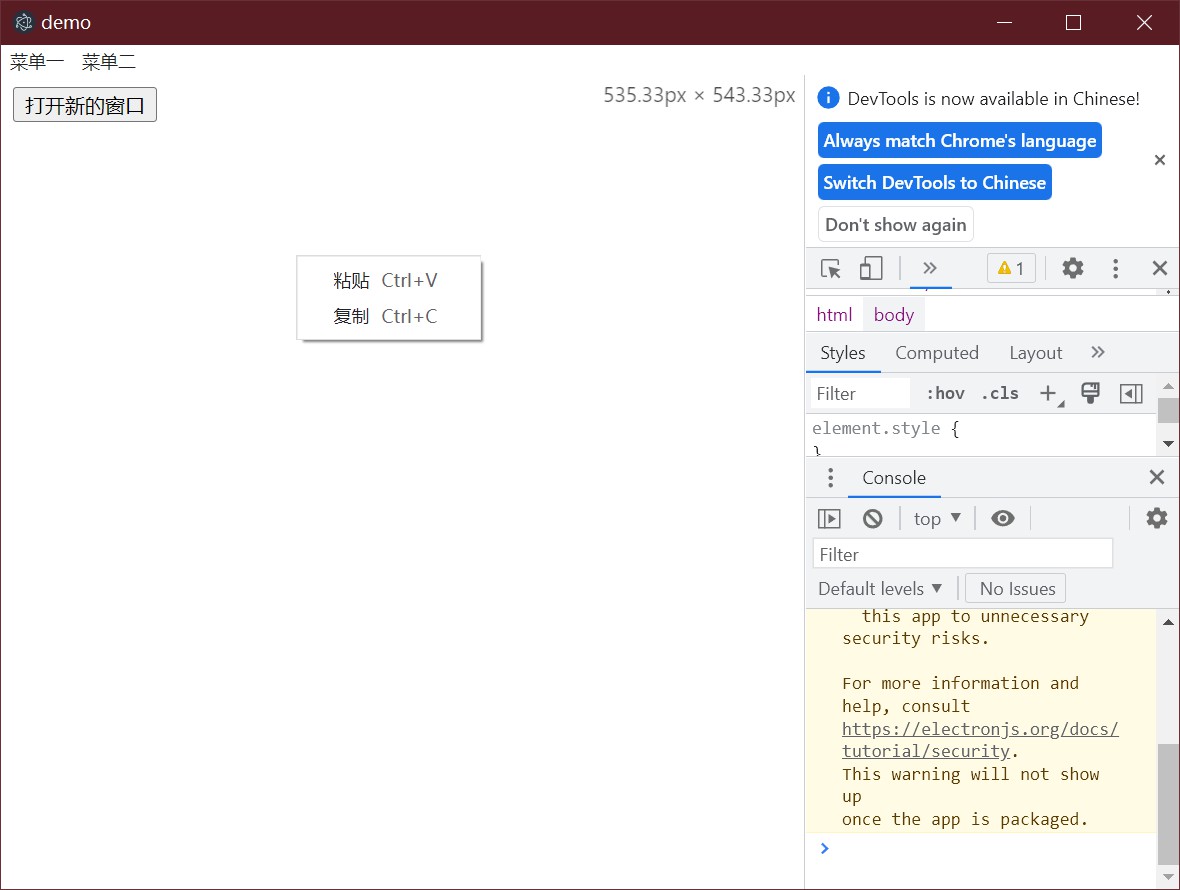 demo
菜单一 菜单二
打开新的窗口
535.33px × 543.33px
粘贴 Ctrl+V
复制 Ctrl+C
DevTools is now available in Chinese!
Always match Chrome's language
Switch DevTools to Chinese
Don't show again
1
html body
Styles Computed Layout
Filter :hov .cls
element.style {
}
Console
top
Filter
Default levels No Issues
this app to unnecessary
security risks.
For more information and
help, consult
https://electronjs.org/docs/
tutorial/security.
This warning will not show
up
once the app is packaged.